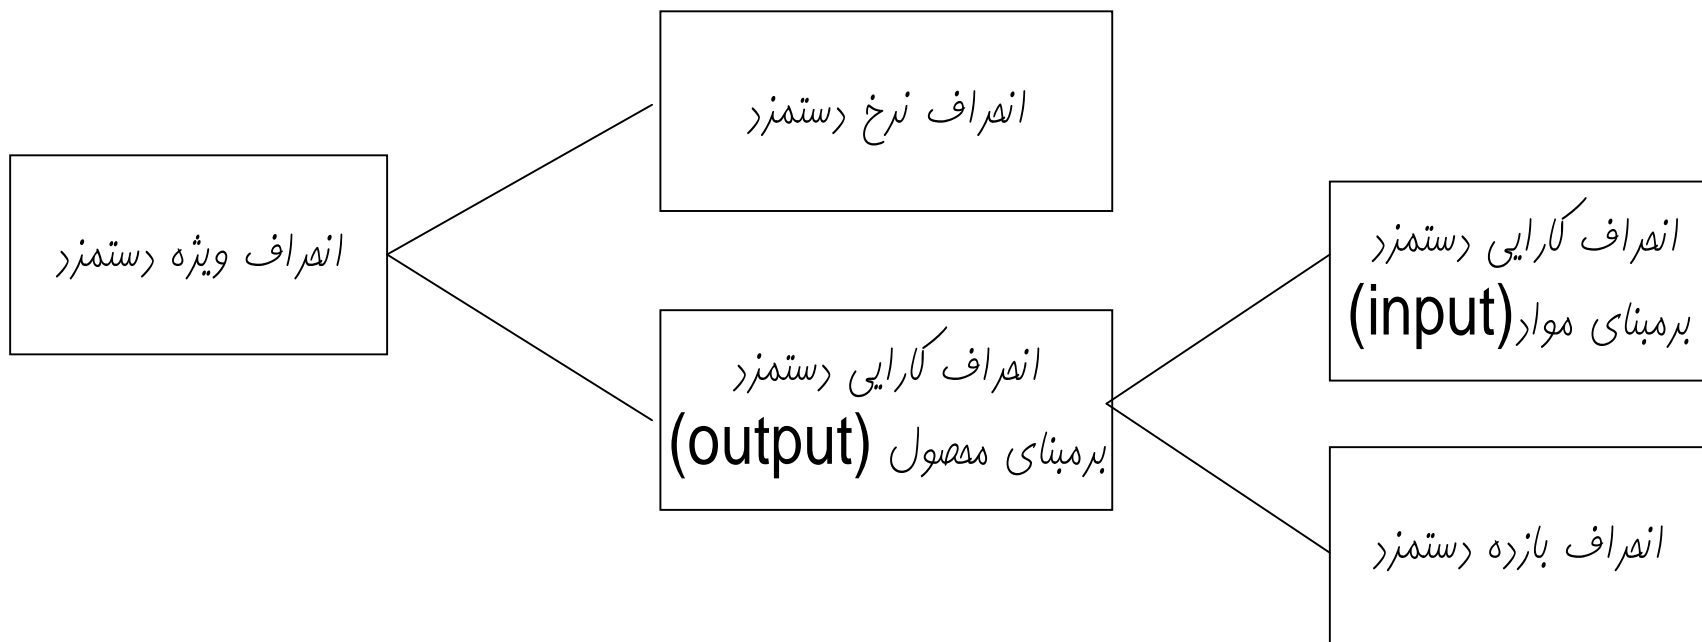 انحراف نرخ دستمزد
انحراف ویژه دستمزد
انحراف کارایی دستمزد
برمبنای محصول (output)
انحراف کارایی دستمزد
برمبنای مواد(input)
انحراف بازده دستمزد